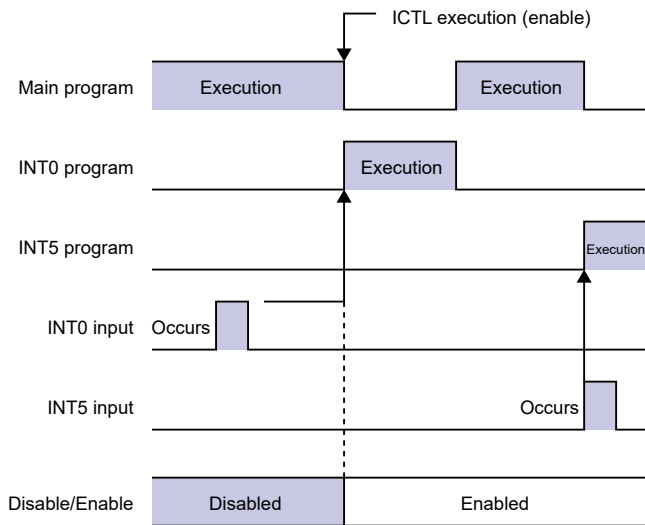 ICTL execution (enable)
Main program Execution Execution
INT0 program Execution
INT5 program Execution
INT0 input Occurs
INT5 input Occurs
Disable/Enable Disabled Enabled